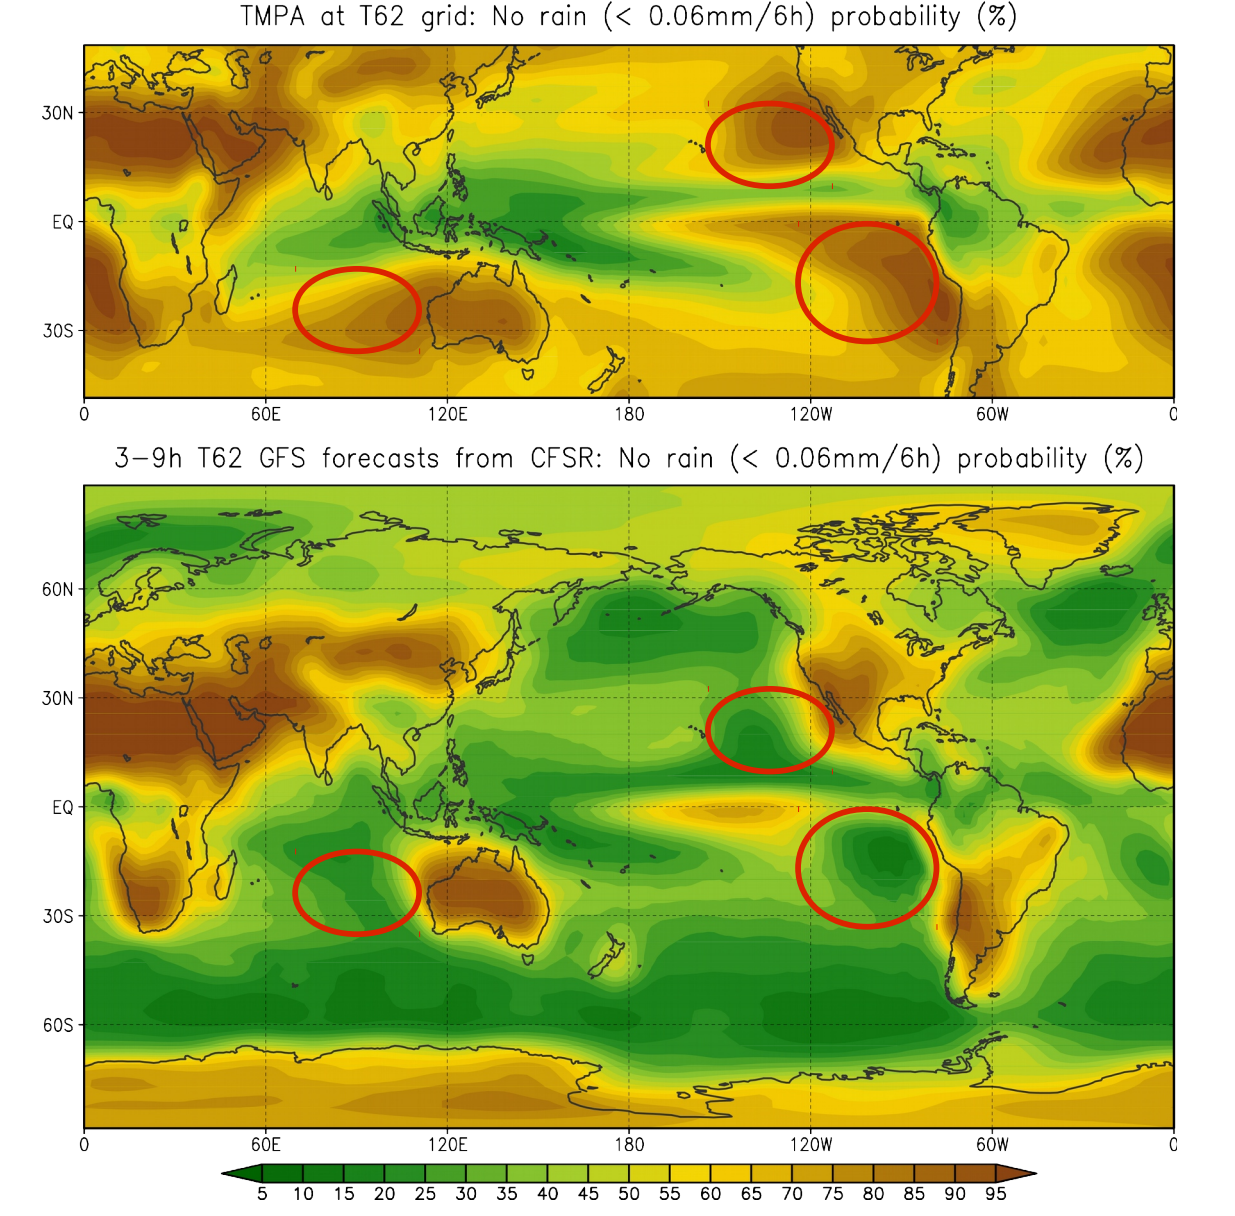 TMPA at T62 grid: No rain (< 0.06mm/6h) probability (%)
30N
EQ
30S
0 60E 120E 180 120W 60W 0
3-9h T62 GFS forecasts from CFSR: No rain (< 0.06mm/6h) probability (%)
60N
30N
EQ
30S
60S
0 60E 120E 180 120W 60W 0
5 10 15 20 25 30 35 40 45 50 55 60 65 70 75 80 85 90 95